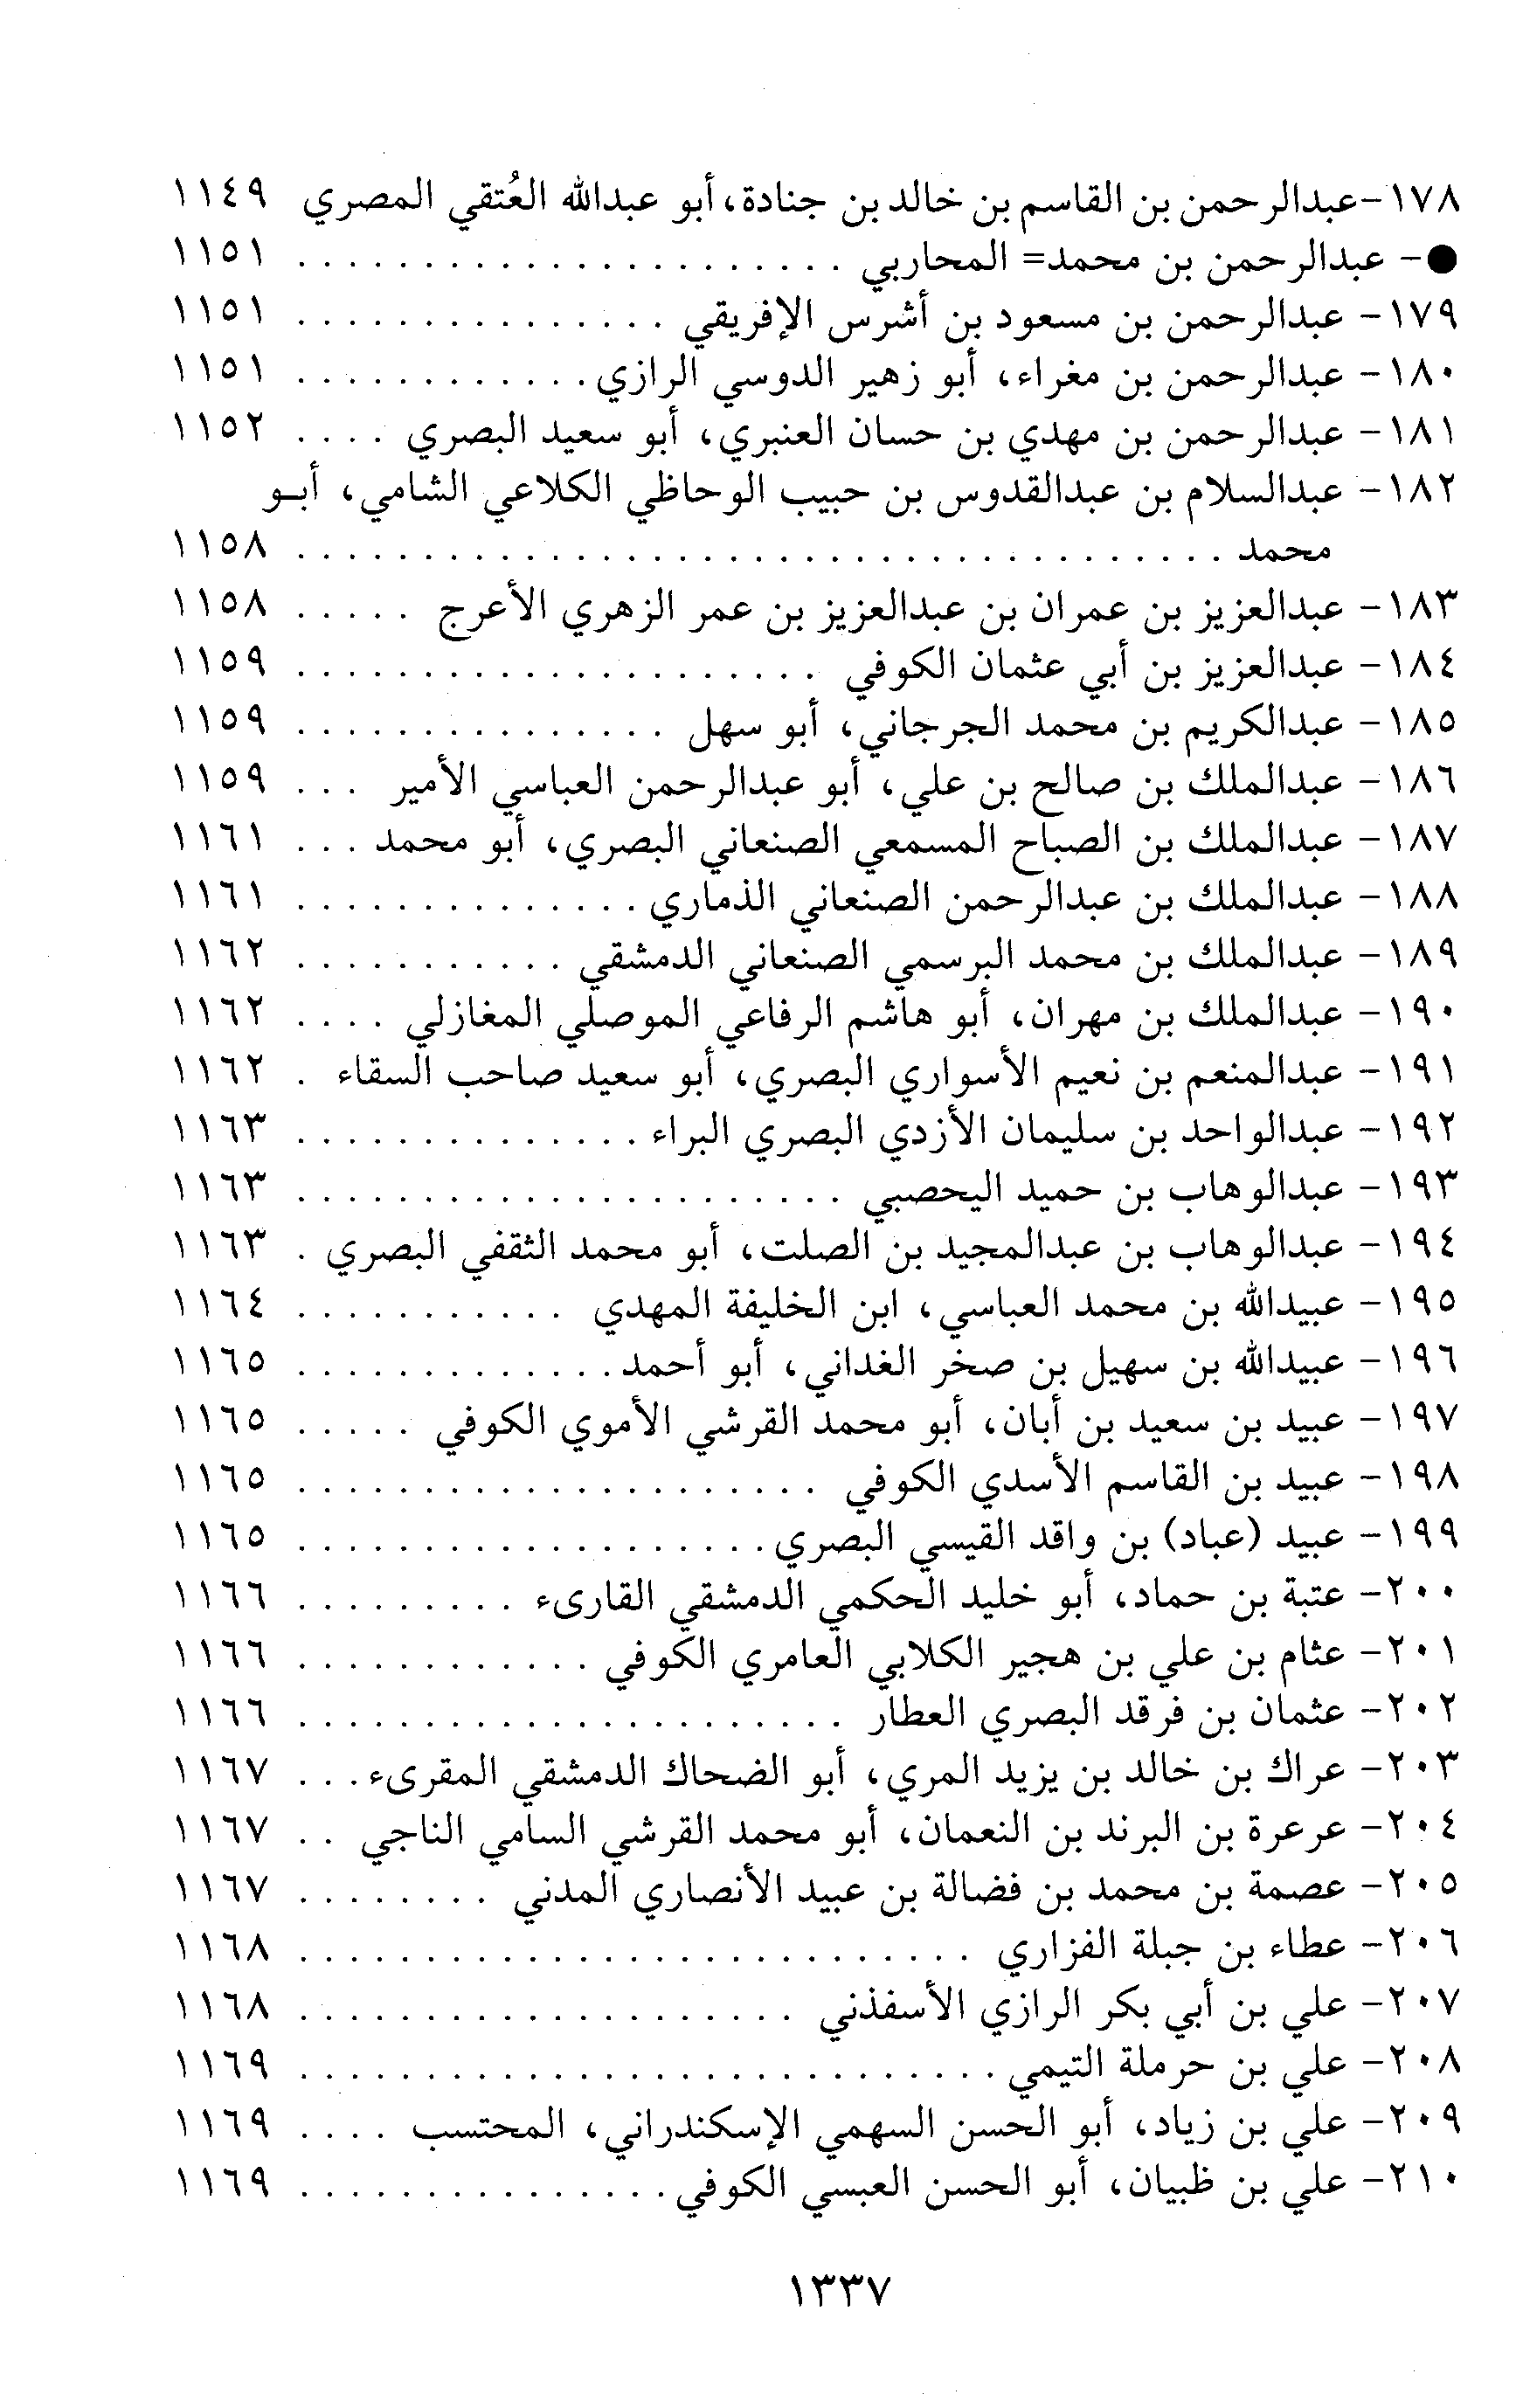 ١٧٨-عبدالرحمن بن القاسم بن خالد بن جنادة، أبو عبدالله العُتقي المصري ١١٤٩
●- عبدالرحمن بن محمد= المحاربي . . . . . . . . . . . . . . . . . . . . . . ١١٥١
١٧٩- عبدالرحمن بن مسعود بن أشرس الإفريقي . . . . . . . . . . . . . . . ١١٥١
١٨٠- عبدالرحمن بن مغراء، أبو زهير الدوسي الرازي . . . . . . . . . . . . ١١٥١
١٨١- عبدالرحمن بن مهدي بن حسان العنبري، أبو سعيد البصري . . . . ١١٥٢
١٨٢- عبدالسلام بن عبدالقدوس بن حبيب الوحاظي الكلاعي الشامي، أبو
محمد . . . . . . . . . . . . . . . . . . . . . . . . . . . . . . . . . . . . . ١١٥٨
١٨٣- عبدالعزيز بن عمران بن عبدالعزيز بن عمر الزهري الأعرج . . . . . ١١٥٨
١٨٤- عبدالعزيز بن أبي عثمان الكوفي . . . . . . . . . . . . . . . . . . . . . ١١٥٩
١٨٥- عبدالكريم بن محمد الجرجاني، أبو سهل . . . . . . . . . . . . . . . ١١٥٩
١٨٦- عبدالملك بن صالح بن علي، أبو عبدالرحمن العباسي الأمير . . . ١١٥٩
١٨٧- عبدالملك بن الصباح المسمعي الصنعاني البصري، أبو محمد . . . ١١٦١
١٨٨- عبدالملك بن عبدالرحمن الصنعاني الذماري . . . . . . . . . . . . . . ١١٦١
١٨٩- عبدالملك بن محمد البرسمي الصنعاني الدمشقي . . . . . . . . . . . ١١٦٢
١٩٠- عبدالملك بن مهران، أبو هاشم الرفاعي الموصلي المغازلي . . . . ١١٦٢
١٩١- عبدالمنعم بن نعيم الأسواري البصري، أبو سعيد صاحب السقاء . ١١٦٢
١٩٢- عبدالواحد بن سليمان الأزدي البصري البراء . . . . . . . . . . . . . . ١١٦٣
١٩٣- عبدالوهاب بن حميد اليحصبي . . . . . . . . . . . . . . . . . . . . . . ١١٦٣
١٩٤- عبدالوهاب بن عبدالمجيد بن الصلت، أبو محمد الثقفي البصري . ١١٦٣
١٩٥- عبيدالله بن محمد العباسي، ابن الخليفة المهدي . . . . . . . . . . . ١١٦٤
١٩٦- عبيدالله بن سهيل بن صخر الغداني، أبو أحمد . . . . . . . . . . . . . ١١٦٥
١٩٧- عبيد بن سعيد بن أبان، أبو محمد القرشي الأموي الكوفي . . . . . ١١٦٥
١٩٨- عبيد بن القاسم الأسدي الكوفي . . . . . . . . . . . . . . . . . . . . . ١١٦٥
١٩٩- عبيد (عباد) بن واقد القيسي البصري . . . . . . . . . . . . . . . . . . . ١١٦٥
٢٠٠- عتبة بن حماد، أبو خليد الحكمي الدمشقي القارىء . . . . . . . . . ١١٦٦
٢٠١- عثام بن علي بن هجير الكلابي العامري الكوفي . . . . . . . . . . . . ١١٦٦
٢٠٢- عثمان بن فرقد البصري العطار . . . . . . . . . . . . . . . . . . . . . . ١١٦٦
٢٠٣- عراك بن خالد بن يزيد المري، أبو الضحاك الدمشقي المقرىء . . . ١١٦٧
٢٠٤- عرعرة بن البرند بن النعمان، أبو محمد القرشي السامي الناجي . . ١١٦٧
٢٠٥- عصمة بن محمد بن فضالة بن عبيد الأنصاري المدني . . . . . . . . ١١٦٧
٢٠٦- عطاء بن جبلة الفزاري . . . . . . . . . . . . . . . . . . . . . . . . . . . ١١٦٨
٢٠٧- علي بن أبي بكر الرازي الأسفذني . . . . . . . . . . . . . . . . . . . . ١١٦٨
٢٠٨- علي بن حرملة التيمي . . . . . . . . . . . . . . . . . . . . . . . . . . . . ١١٦٩
٢٠٩- علي بن زياد، أبو الحسن السهمي الإسكندراني، المحتسب . . . . ١١٦٩
٢١٠- علي بن ظبيان، أبو الحسن العبسي الكوفي . . . . . . . . . . . . . . . ١١٦٩
١٣٣٧